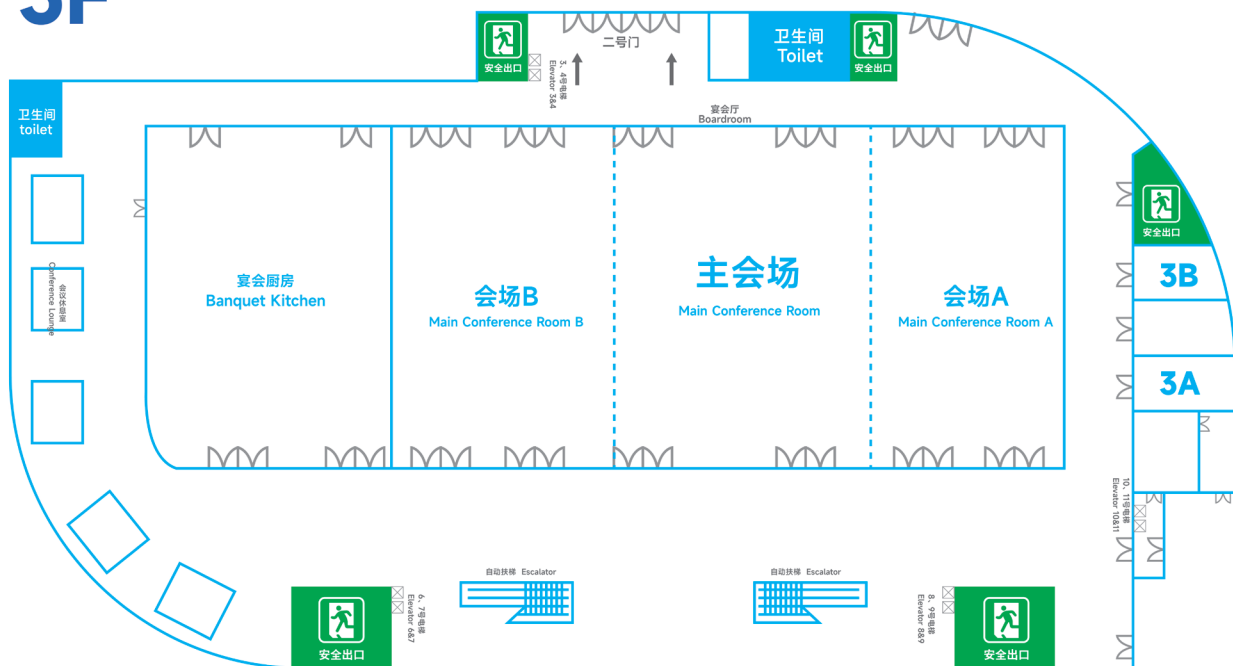 3F
二号门
卫生间
Toilet
安全出口
安全出口
3、4号电梯
Elevator 3&4
卫生间
toilet
宴会厅
Boardroom
安全出口
宴会厨房
Banquet Kitchen
会场B
Main Conference Room B
主会场
Main Conference Room
会场A
Main Conference Room A
3B
会议休息室
Conference Lounge
3A
10、11号电梯
Elevator 10&11
自动扶梯 Escalator
自动扶梯 Escalator
6、7号电梯
Elevator 6&7
8、9号电梯
Elevator 8&9
安全出口
安全出口